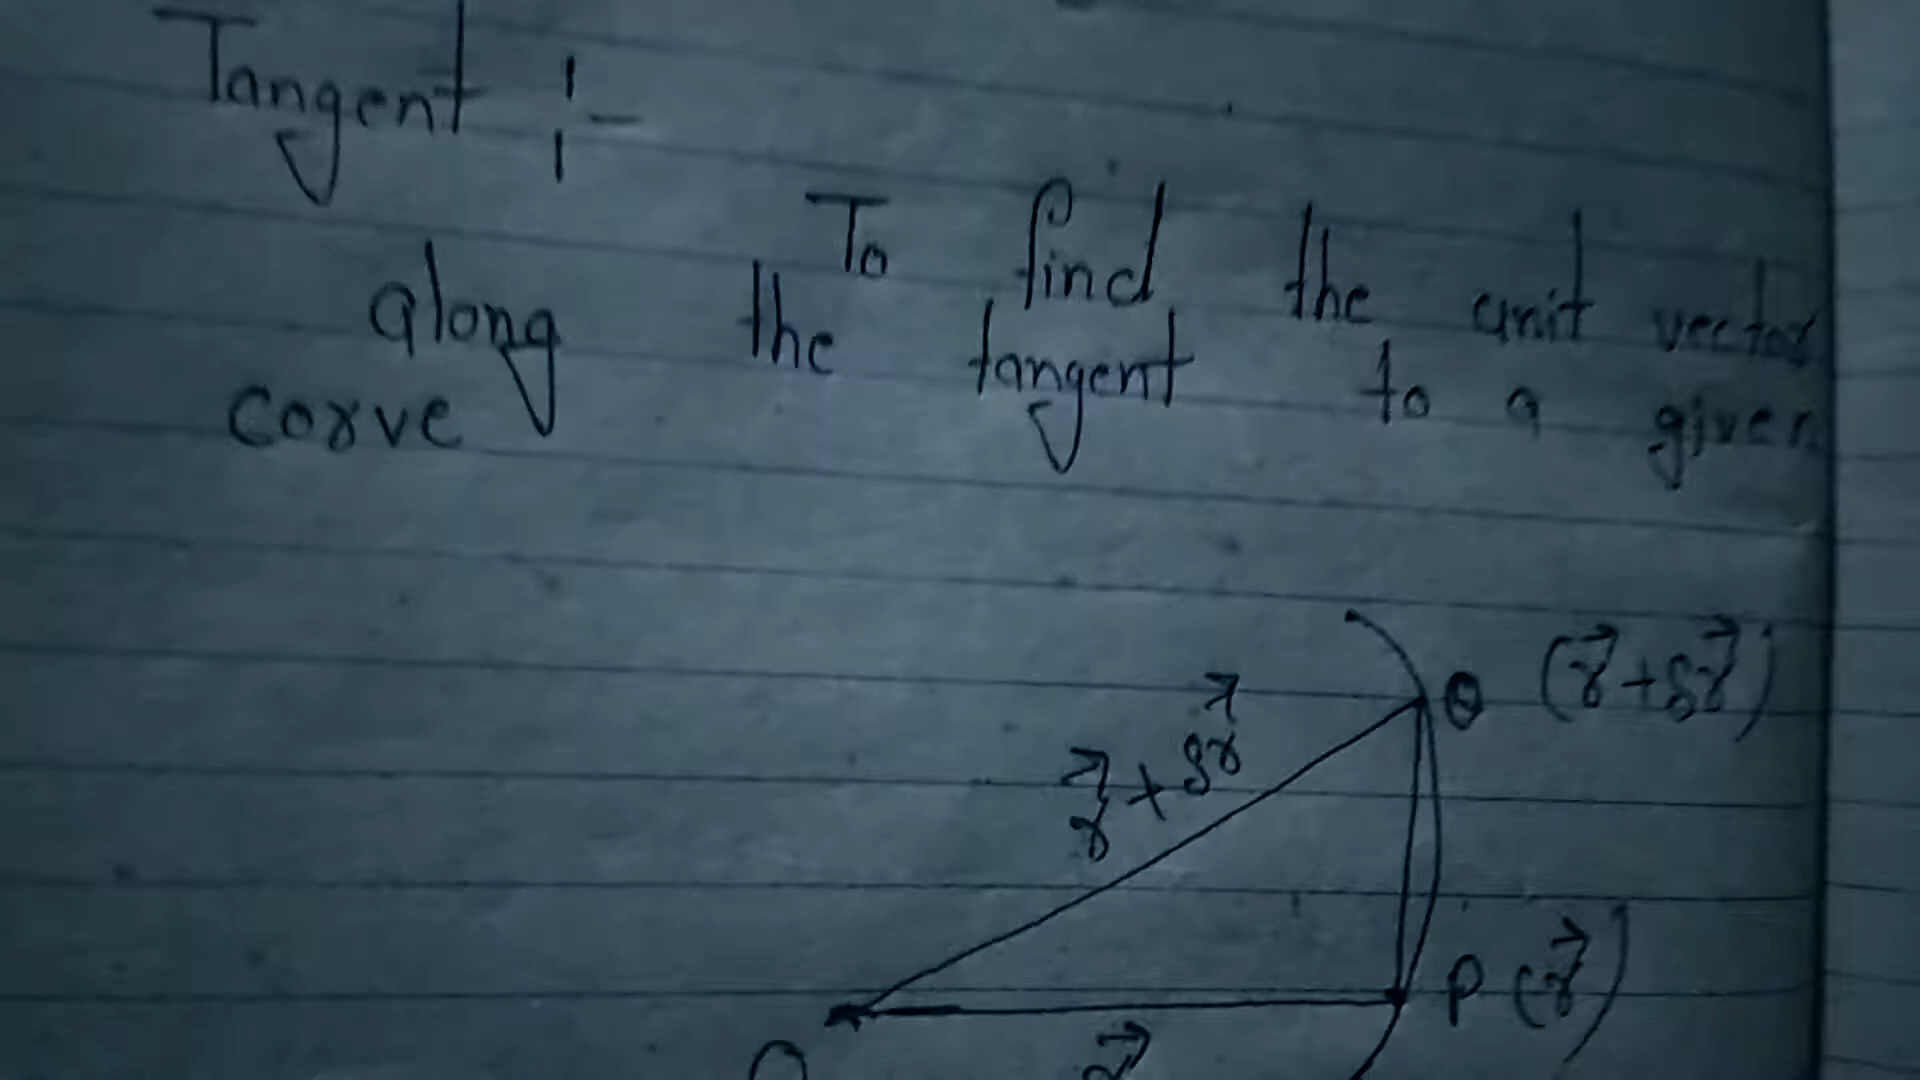 Tangent :-
To find the unit vector
along the tangent to a given
corve
Q (r⃗+δr⃗)
r⃗+δr⃗
P (r⃗)
O
r⃗